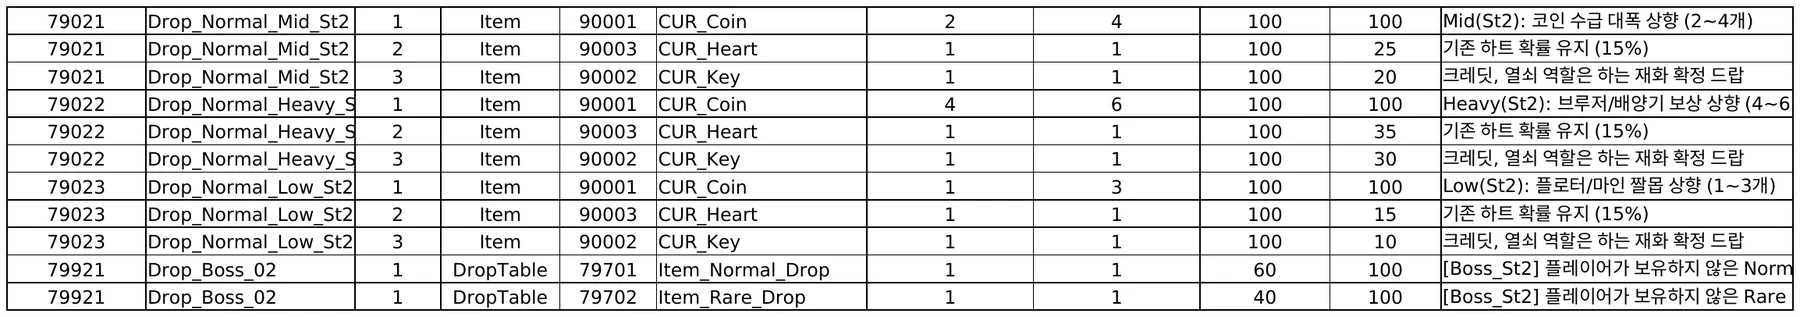 79021 Drop_Normal_Mid_St2 1 Item 90001 CUR_Coin 2 4 100 100 Mid(St2): 코인 수급 대폭 상향 (2~4개)
79021 Drop_Normal_Mid_St2 2 Item 90003 CUR_Heart 1 1 100 25 기존 하트 확률 유지 (15%)
79021 Drop_Normal_Mid_St2 3 Item 90002 CUR_Key 1 1 100 20 크레딧, 열쇠 역할은 하는 재화 확정 드랍
79022 Drop_Normal_Heavy_S 1 Item 90001 CUR_Coin 4 6 100 100 Heavy(St2): 브루저/배양기 보상 상향 (4~6
79022 Drop_Normal_Heavy_S 2 Item 90003 CUR_Heart 1 1 100 35 기존 하트 확률 유지 (15%)
79022 Drop_Normal_Heavy_S 3 Item 90002 CUR_Key 1 1 100 30 크레딧, 열쇠 역할은 하는 재화 확정 드랍
79023 Drop_Normal_Low_St2 1 Item 90001 CUR_Coin 1 3 100 100 Low(St2): 플로터/마인 짤몹 상향 (1~3개)
79023 Drop_Normal_Low_St2 2 Item 90003 CUR_Heart 1 1 100 15 기존 하트 확률 유지 (15%)
79023 Drop_Normal_Low_St2 3 Item 90002 CUR_Key 1 1 100 10 크레딧, 열쇠 역할은 하는 재화 확정 드랍
79921 Drop_Boss_02 1 DropTable 79701 Item_Normal_Drop 1 1 60 100 [Boss_St2] 플레이어가 보유하지 않은 Norm
79921 Drop_Boss_02 1 DropTable 79702 Item_Rare_Drop 1 1 40 100 [Boss_St2] 플레이어가 보유하지 않은 Rare